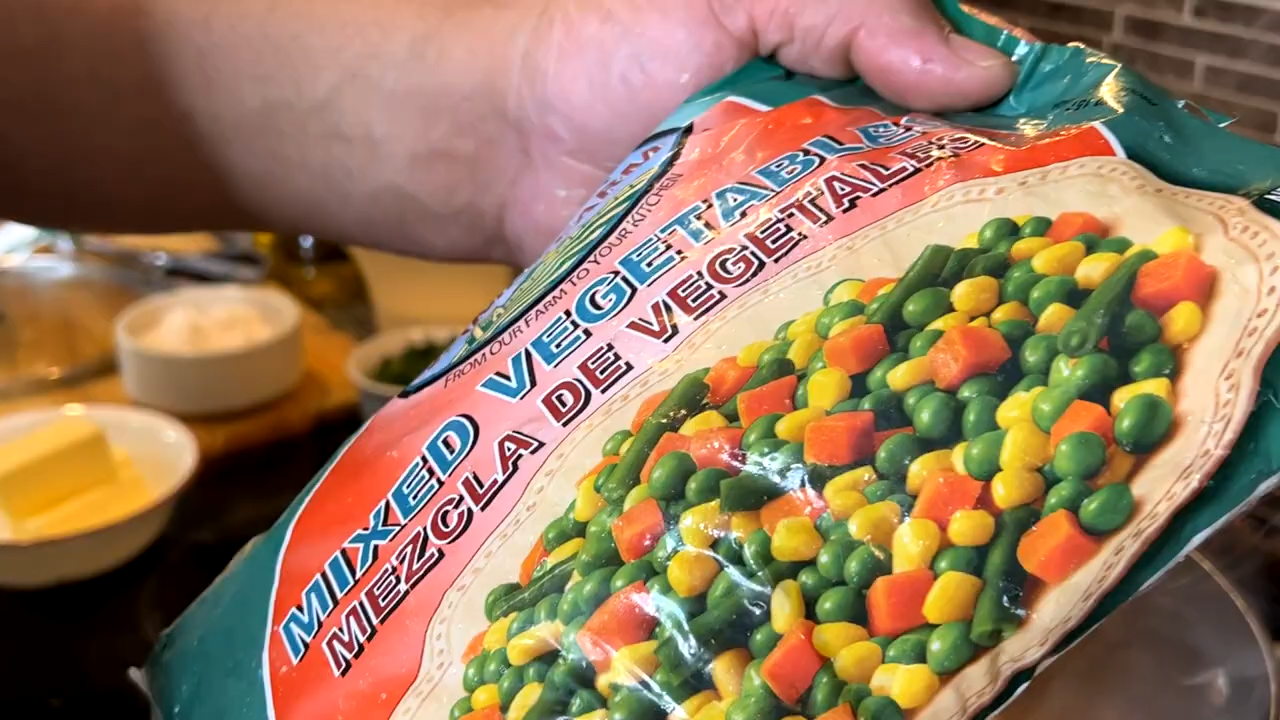 FROM OUR FARM TO YOUR KITCHEN
MIXED VEGETABLES
MEZCLA DE VEGETALES